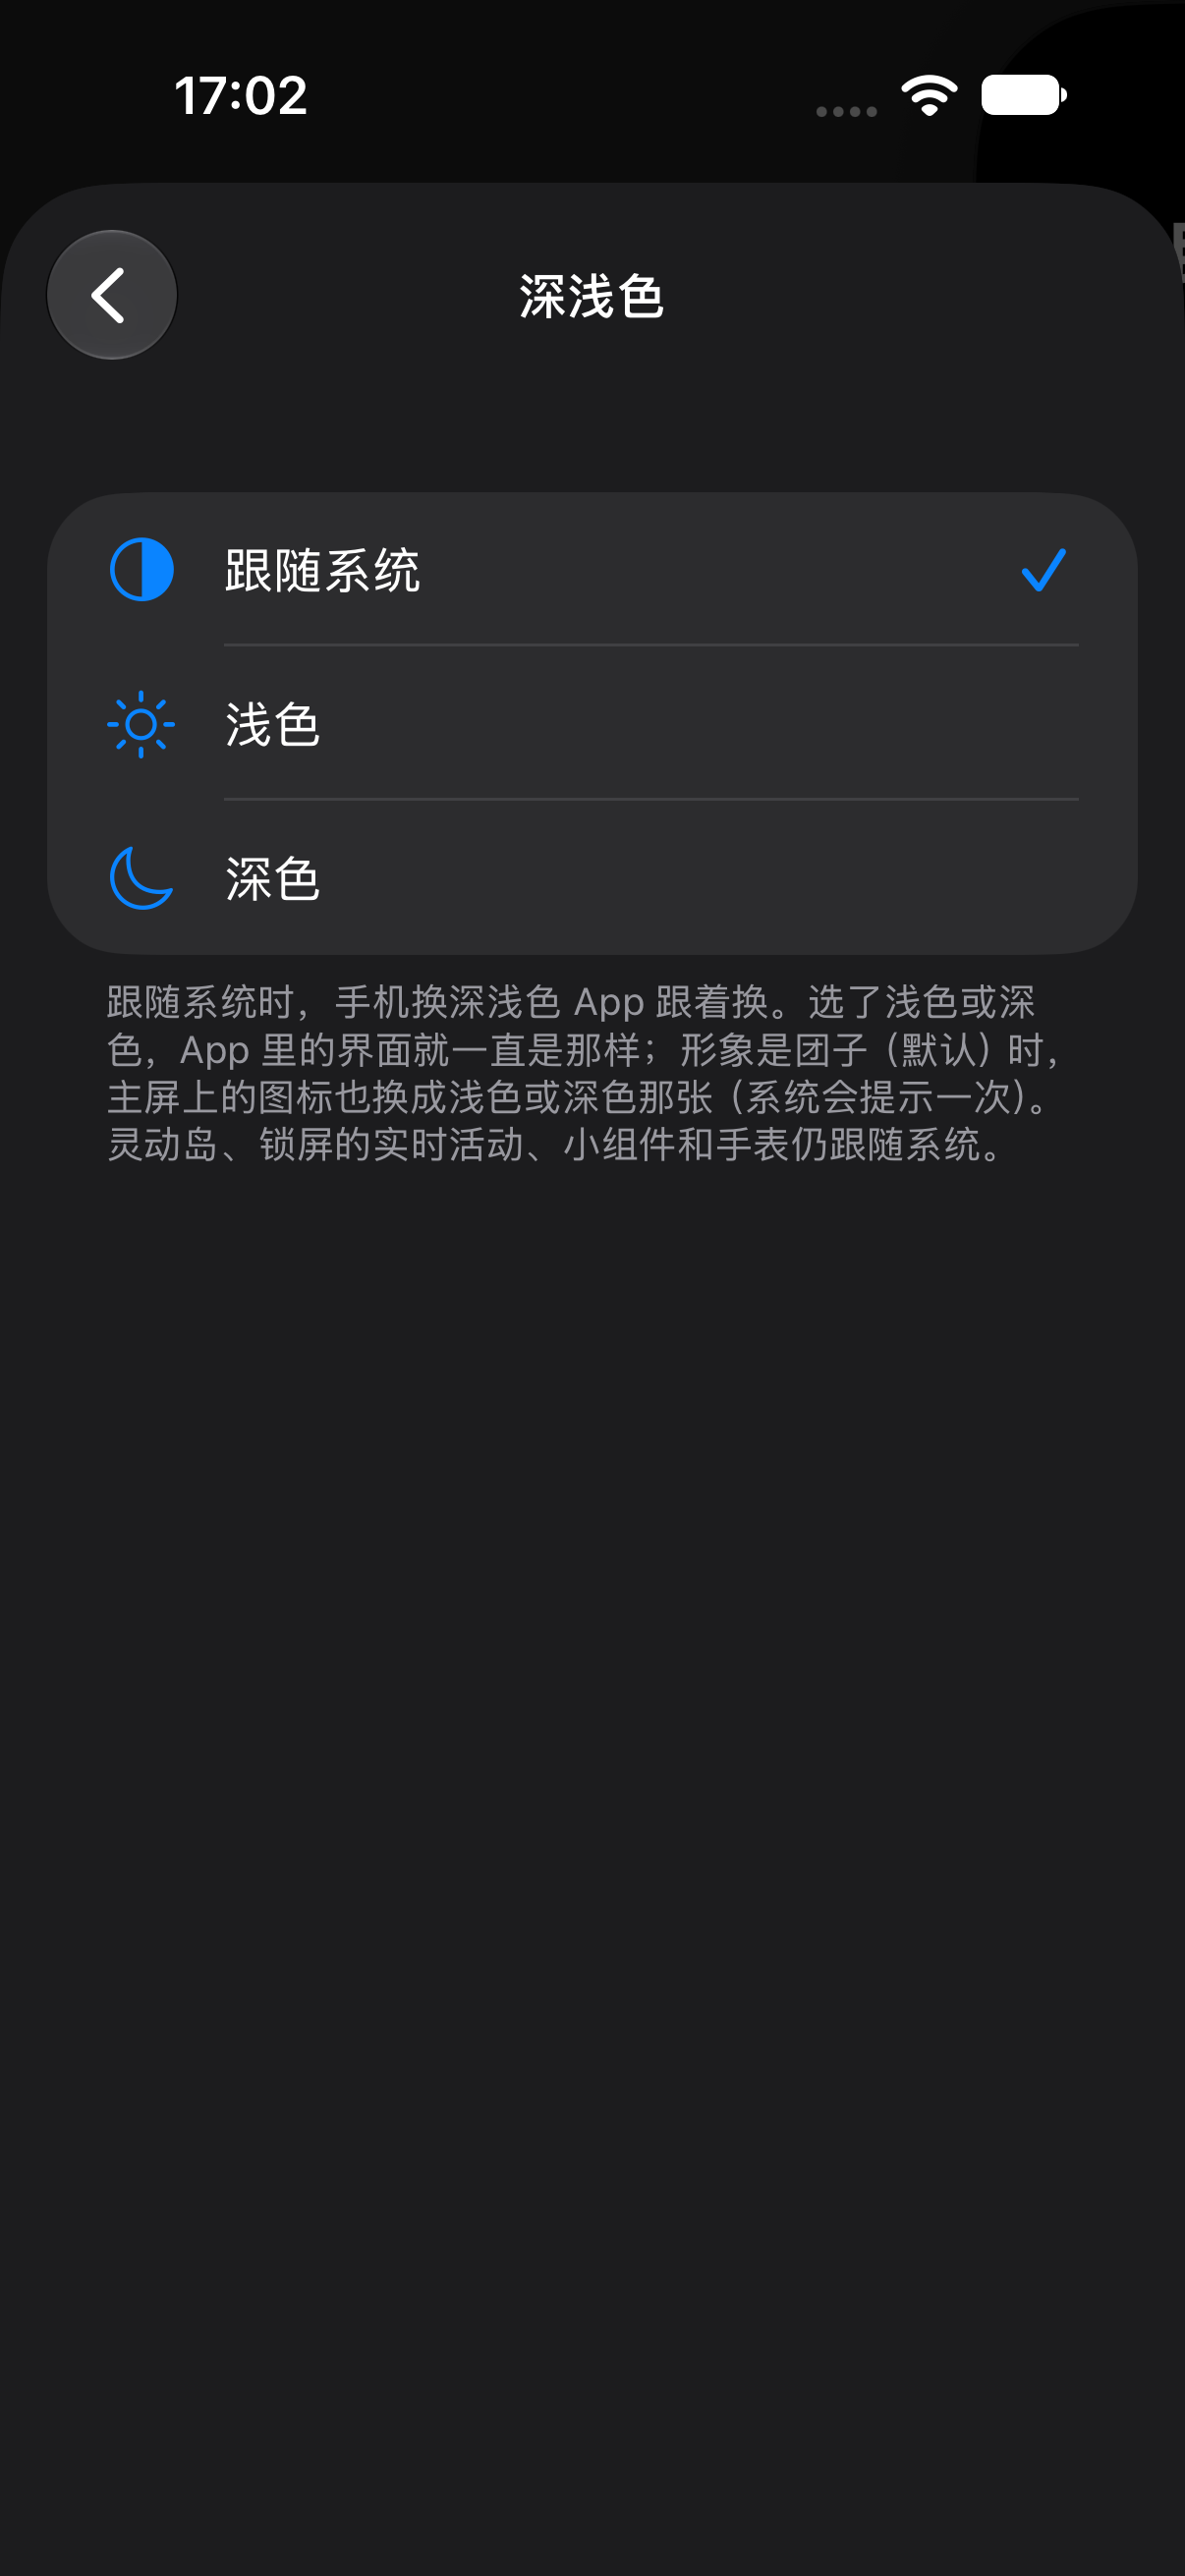 17:02
深浅色
跟随系统
浅色
深色
跟随系统时，手机换深浅色 App 跟着换。选了浅色或深
色，App 里的界面就一直是那样；形象是团子（默认）时，
主屏上的图标也换成浅色或深色那张（系统会提示一次）。
灵动岛、锁屏的实时活动、小组件和手表仍跟随系统。